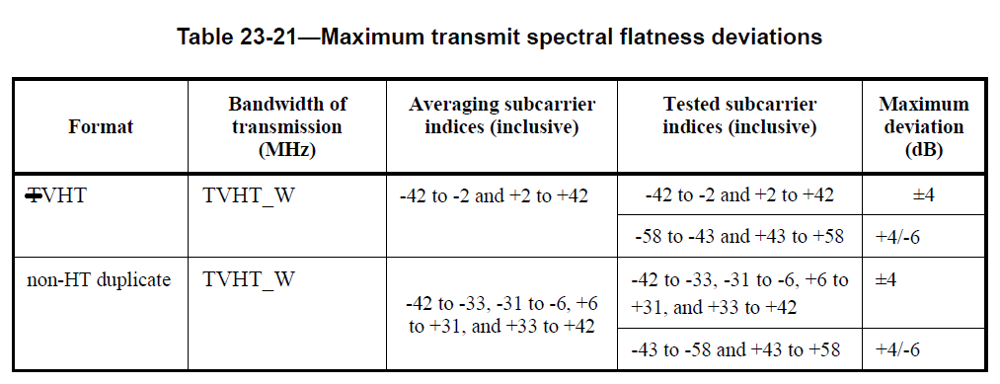 Table 23-21—Maximum transmit spectral flatness deviations
Format
Bandwidth of
transmission
(MHz)
Averaging subcarrier
indices (inclusive)
Tested subcarrier
indices (inclusive)
Maximum
deviation
(dB)
TVHT
TVHT_W
-42 to -2 and +2 to +42
-42 to -2 and +2 to +42
±4
-58 to -43 and +43 to +58
+4/-6
non-HT duplicate
TVHT_W
-42 to -33, -31 to -6, +6
to +31, and +33 to +42
-42 to -33, -31 to -6, +6 to
+31, and +33 to +42
±4
-43 to -58 and +43 to +58
+4/-6